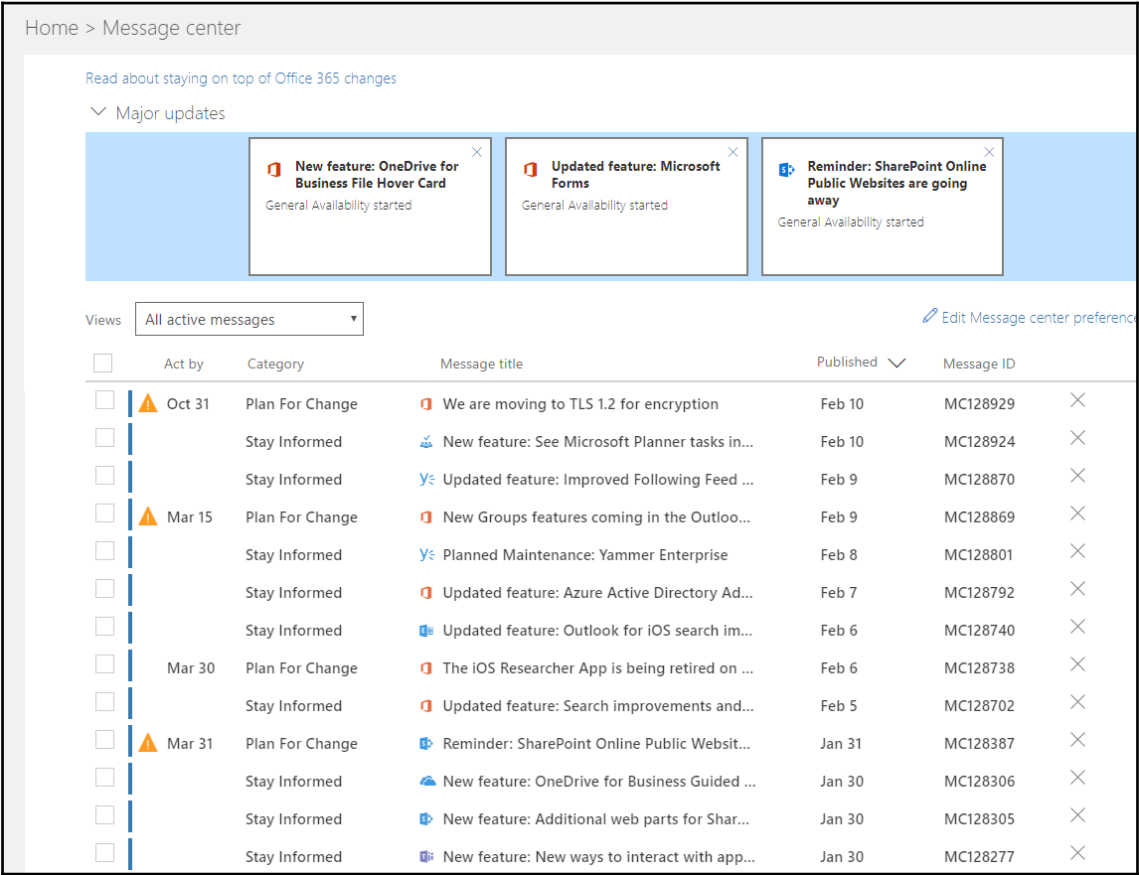 Home > Message center
Read about staying on top of Office 365 changes
Major updates
New feature: OneDrive for
Business File Hover Card
General Availability started
Updated feature: Microsoft
Forms
General Availability started
Reminder: SharePoint Online
Public Websites are going
away
General Availability started
Views All active messages Edit Message center preference
Act by Category Message title Published Message ID
Oct 31 Plan For Change We are moving to TLS 1.2 for encryption Feb 10 MC128929
Stay Informed New feature: See Microsoft Planner tasks in... Feb 10 MC128924
Stay Informed Updated feature: Improved Following Feed ... Feb 9 MC128870
Mar 15 Plan For Change New Groups features coming in the Outloo... Feb 9 MC128869
Stay Informed Planned Maintenance: Yammer Enterprise Feb 8 MC128801
Stay Informed Updated feature: Azure Active Directory Ad... Feb 7 MC128792
Stay Informed Updated feature: Outlook for iOS search im... Feb 6 MC128740
Mar 30 Plan For Change The iOS Researcher App is being retired on ... Feb 6 MC128738
Stay Informed Updated feature: Search improvements and... Feb 5 MC128702
Mar 31 Plan For Change Reminder: SharePoint Online Public Websit... Jan 31 MC128387
Stay Informed New feature: OneDrive for Business Guided ... Jan 30 MC128306
Stay Informed New feature: Additional web parts for Shar... Jan 30 MC128305
Stay Informed New feature: New ways to interact with app... Jan 30 MC128277